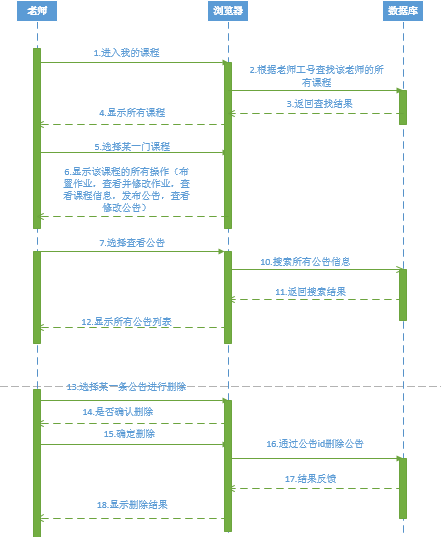 老师
浏览器
数据库
1.进入我的课程
2.根据老师工号查找该老师的所
有课程
3.返回查找结果
4.显示所有课程
5.选择某一门课程
6.显示该课程的所有操作（布
置作业，查看并修改作业，查
看课程信息，发布公告，查看
修改公告）
7.选择查看公告
10.搜索所有公告信息
11.返回搜索结果
12.显示所有公告列表
13.选择某一条公告进行删除
14.是否确认删除
15.确定删除
16.通过公告id删除公告
17.结果反馈
18.显示删除结果